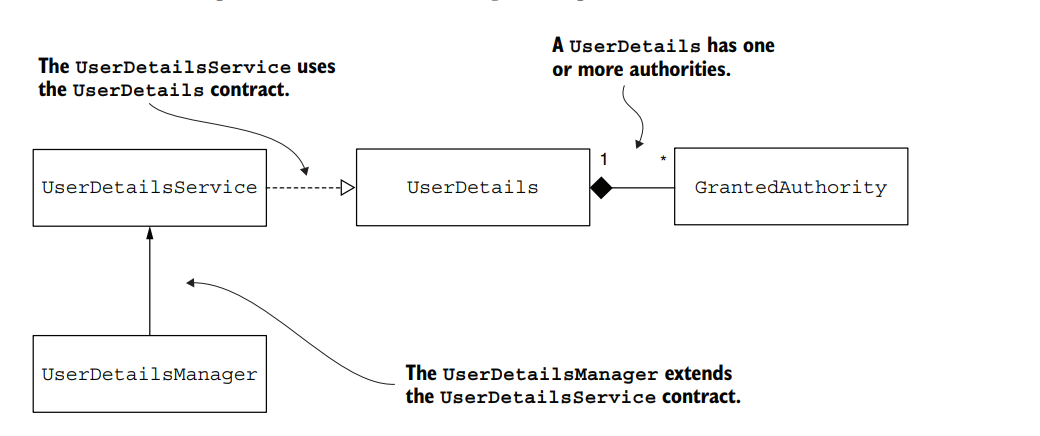 The UserDetailsService uses
the UserDetails contract.
A UserDetails has one
or more authorities.
UserDetailsService
UserDetails
1
*
GrantedAuthority
UserDetailsManager
The UserDetailsManager extends
the UserDetailsService contract.